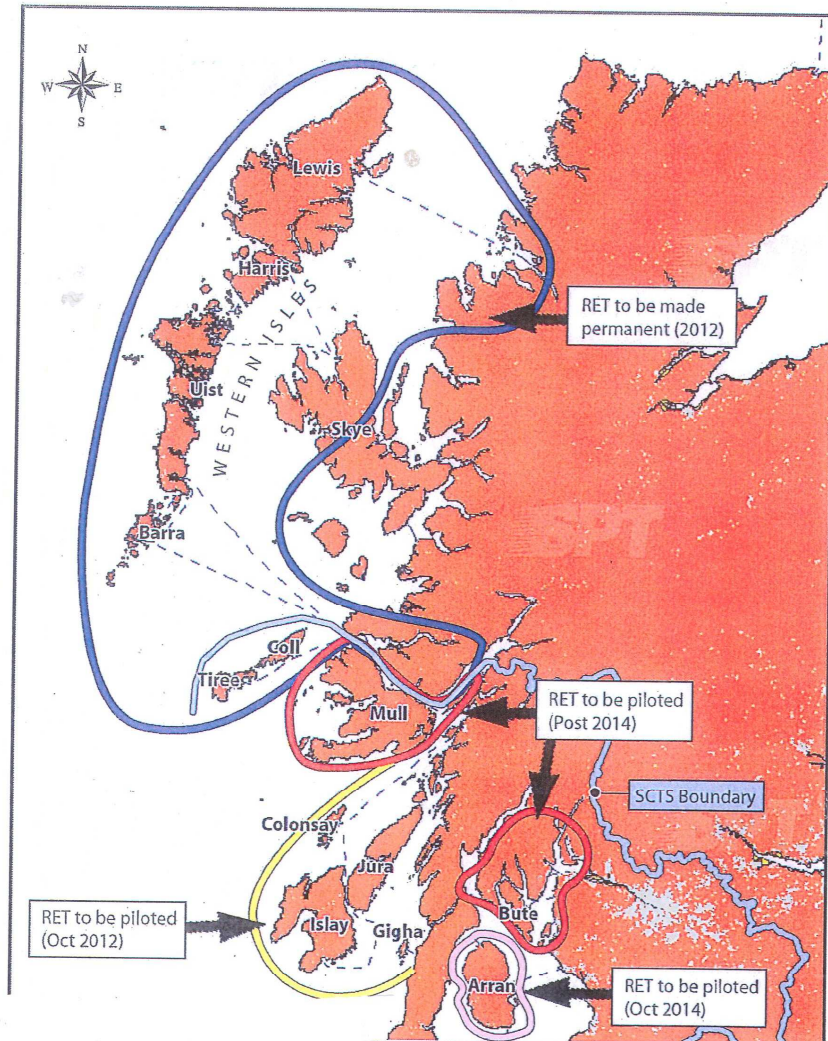 N
W E
S
Lewis
Harris
WESTERN ISLES
RET to be made
permanent (2012)
Uist
Skye
SPT
Barra
Coll
Tiree
Mull
RET to be piloted
(Post 2014)
SCTS Boundary
Colonsay
Jura
RET to be piloted
(Oct 2012)
Islay
Gigha
Bute
Arran
RET to be piloted
(Oct 2014)